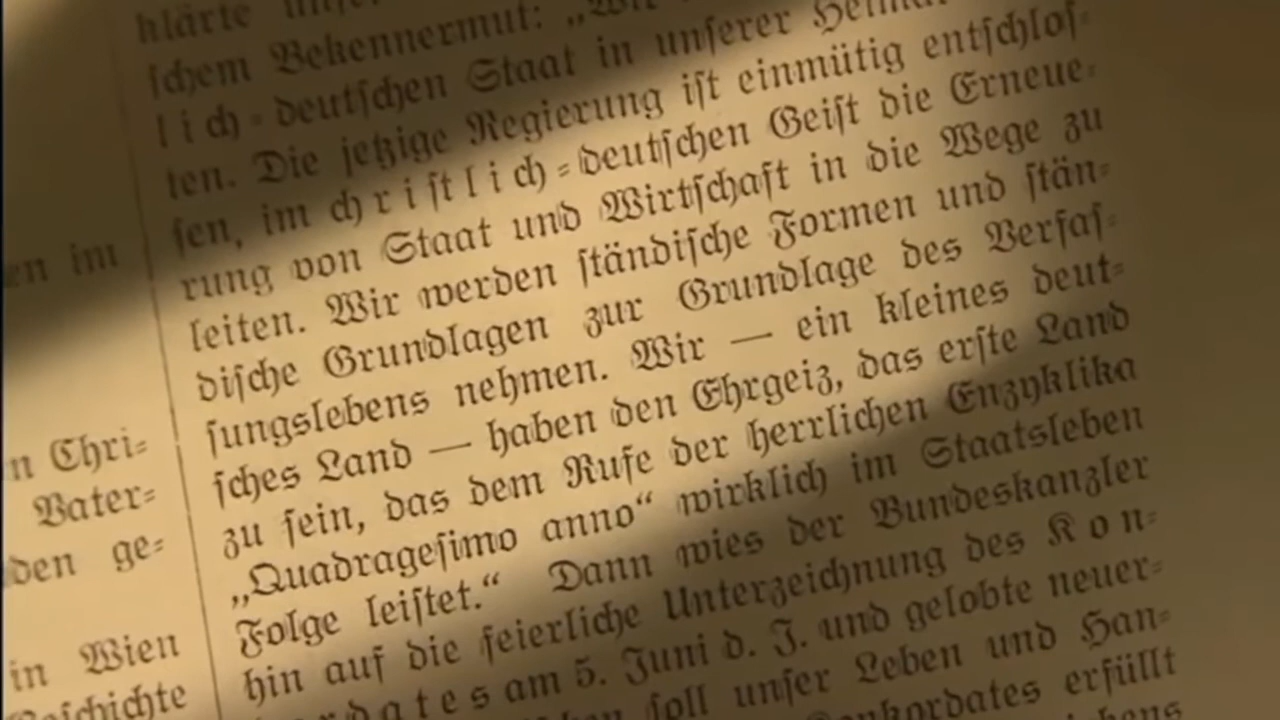 en im
n Chri-
Vater-
den ge-
in Wien
klärte
schem Bekennermut: „Wir
lich-deutschen Staat in unserer
ten. Die jetzige Regierung ist einmütig entschlos-
sen, im christlich-deutschen Geist die Erneue-
rung von Staat und Wirtschaft in die Wege zu
leiten. Wir werden ständische Formen und stän-
dische Grundlagen zur Grundlage des Verfas-
sungslebens nehmen. Wir — ein kleines deut-
sches Land — haben den Ehrgeiz, das erste Land
zu sein, das dem Rufe der herrlichen Enzyklika
„Quadragesimo anno“ wirklich im Staatsleben
Folge leistet.“ Dann wies der Bundeskanzler
hin auf die feierliche Unterzeichnung des Kon-
kordates am 5. Juni d. J. und gelobte neuer-
soll unser Leben und Han-
Konkordates erfüllt